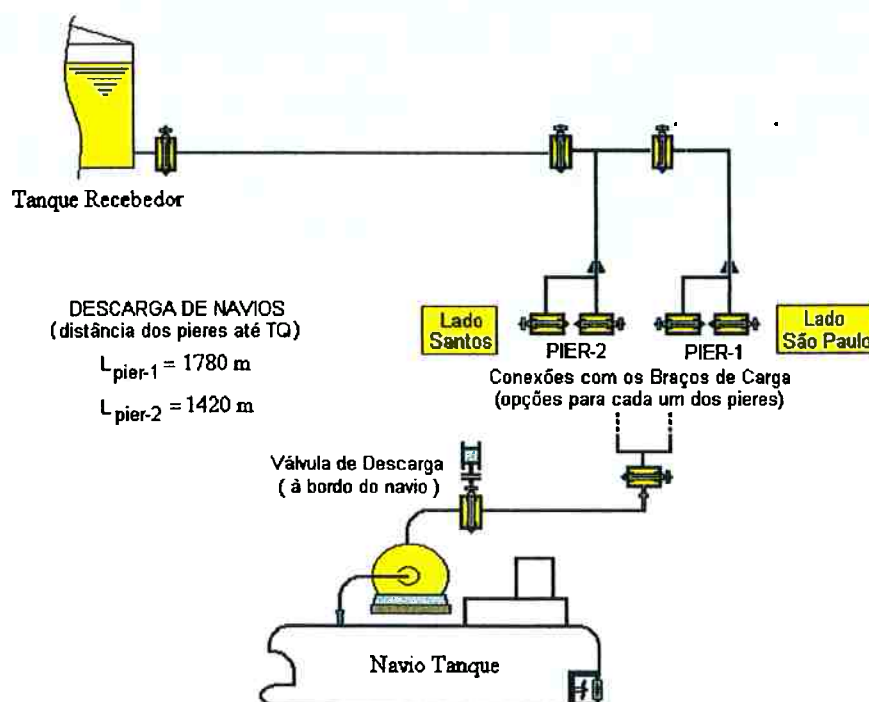 Tanque Recebedor
DESCARGA DE NAVIOS
(distância dos pieres até TQ)
L pier-1 = 1780 m
L pier-2 = 1420 m
Lado
Santos
PIER-2
PIER-1
Lado
São Paulo
Conexões com os Braços de Carga
(opções para cada um dos pieres)
Válvula de Descarga
( à bordo do navio )
Navio Tanque